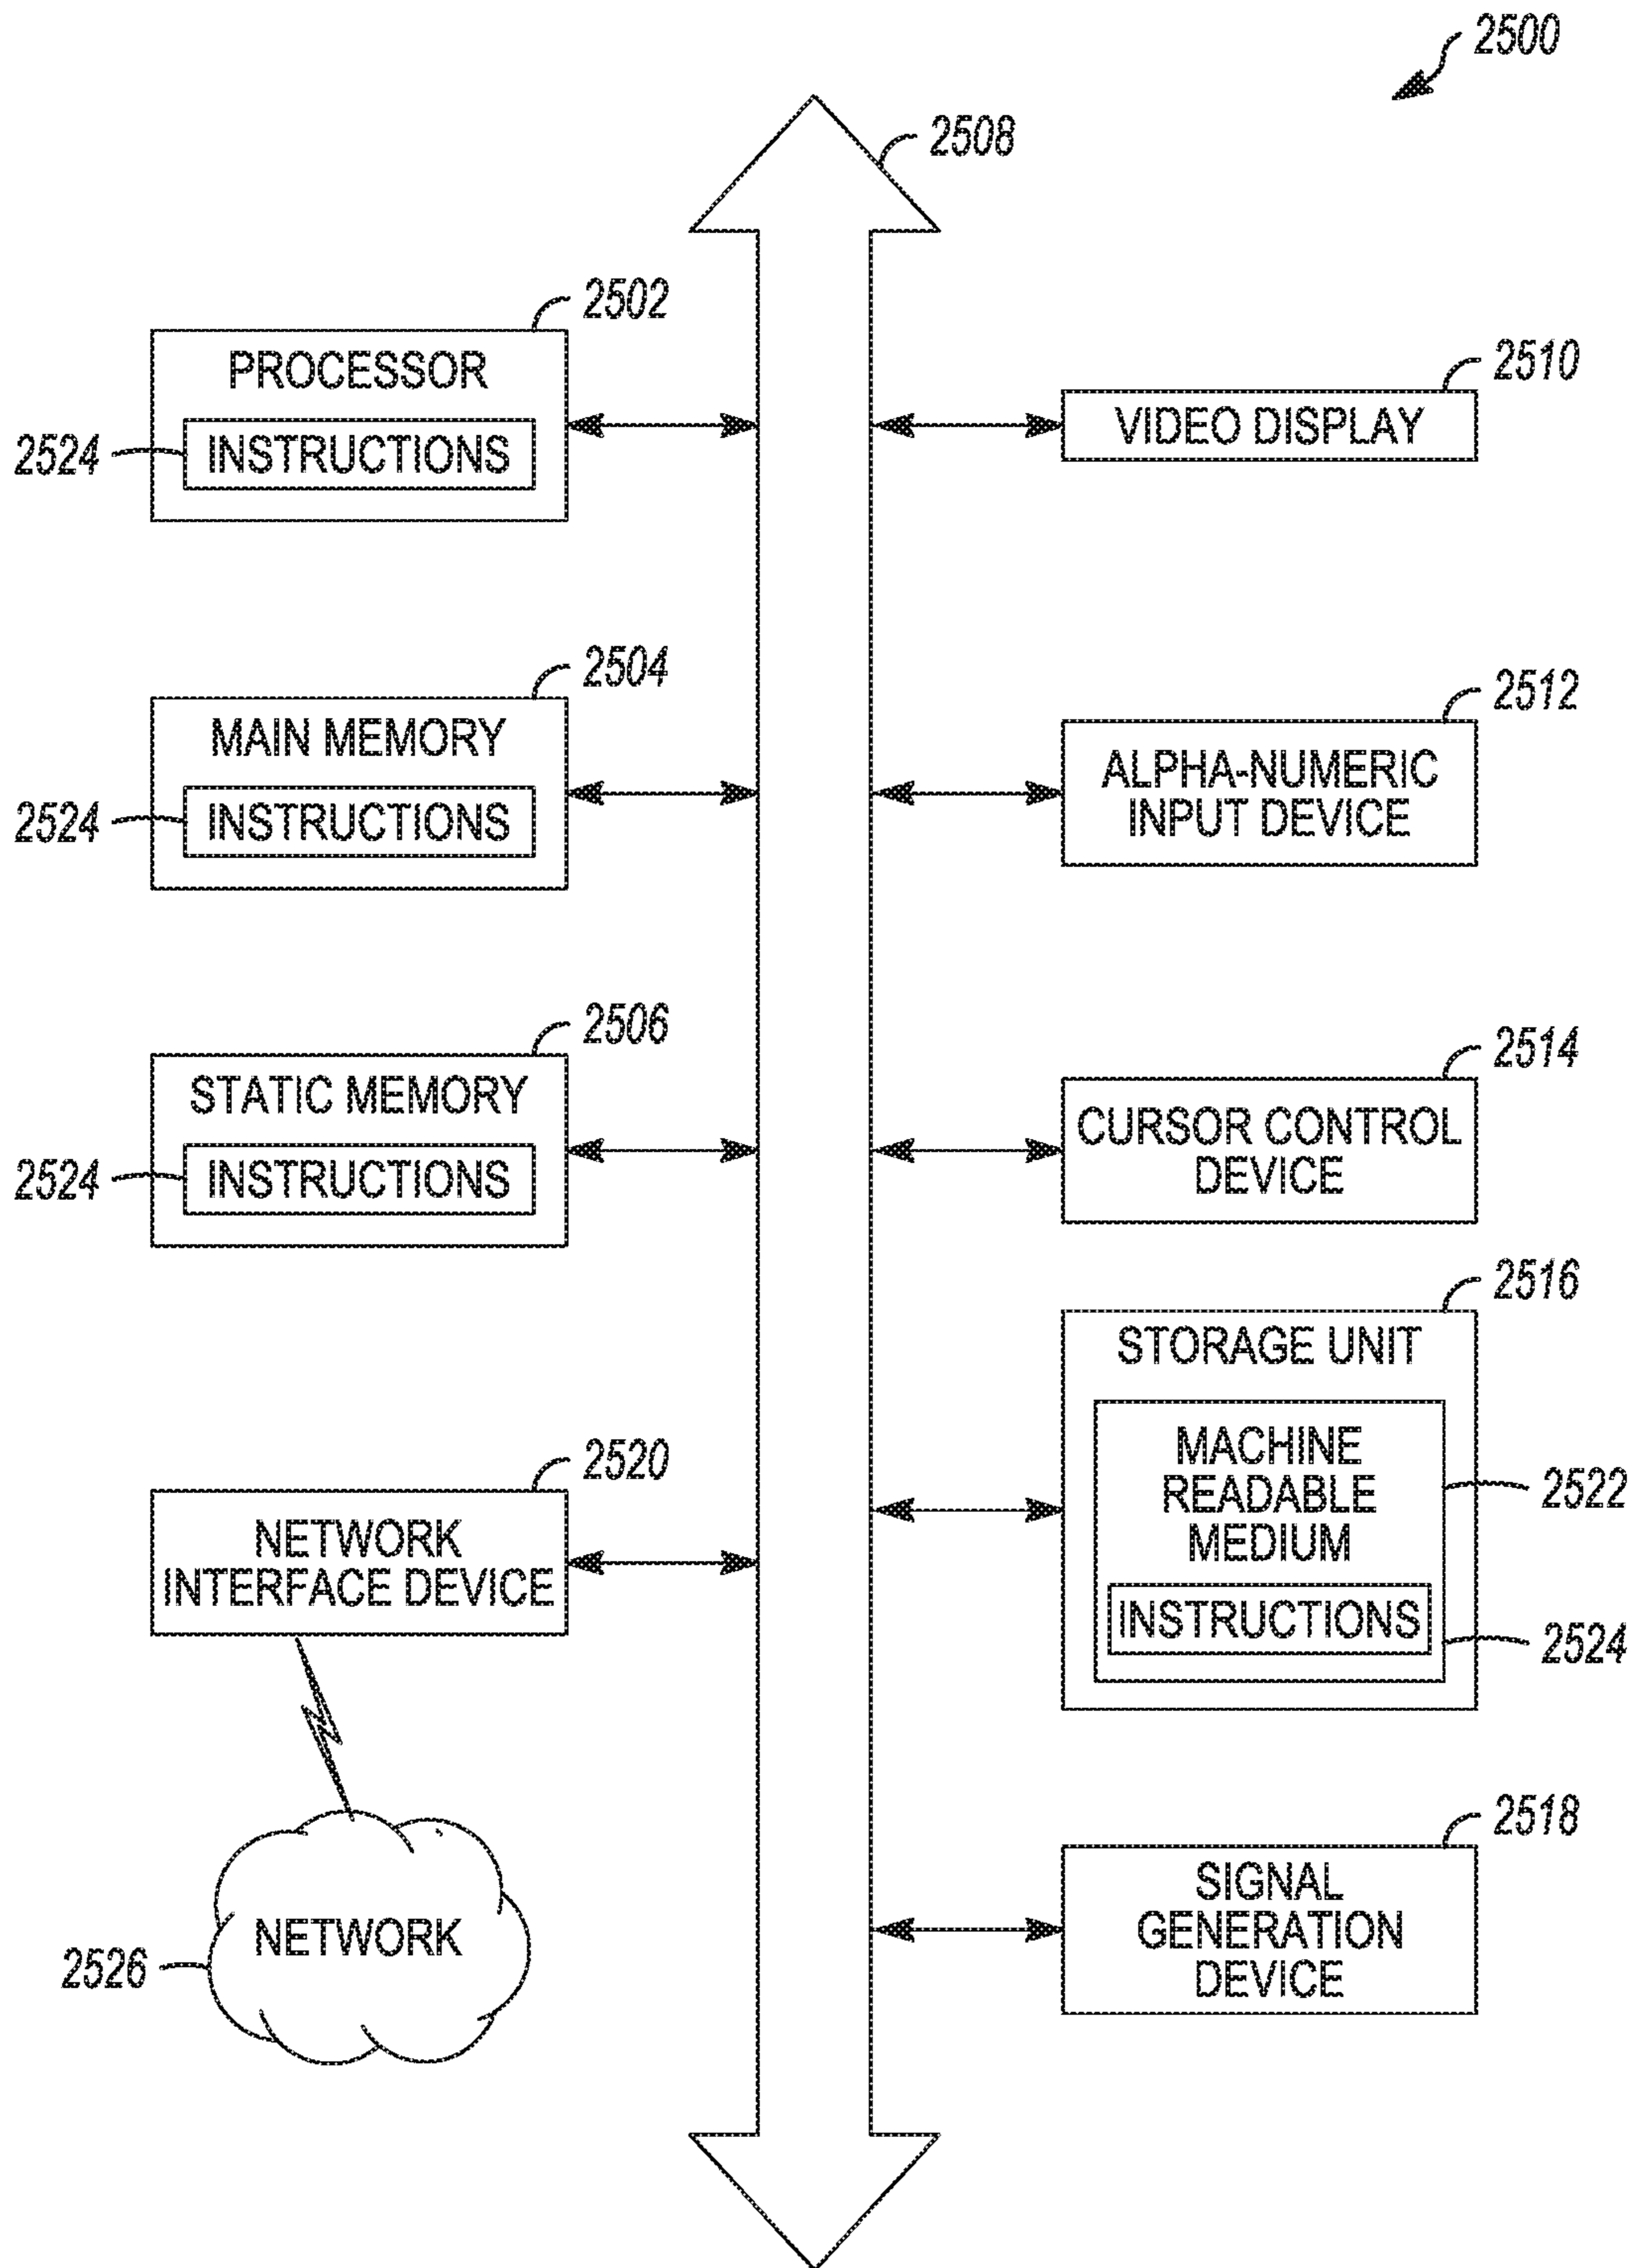 2500
2508
2502
PROCESSOR
2524
INSTRUCTIONS
2510
VIDEO DISPLAY
2504
MAIN MEMORY
2524
INSTRUCTIONS
2512
ALPHA-NUMERIC
INPUT DEVICE
2506
STATIC MEMORY
2524
INSTRUCTIONS
2514
CURSOR CONTROL
DEVICE
2516
STORAGE UNIT
MACHINE
READABLE
MEDIUM
2522
INSTRUCTIONS
2524
2520
NETWORK
INTERFACE DEVICE
2518
SIGNAL
GENERATION
DEVICE
NETWORK
2526